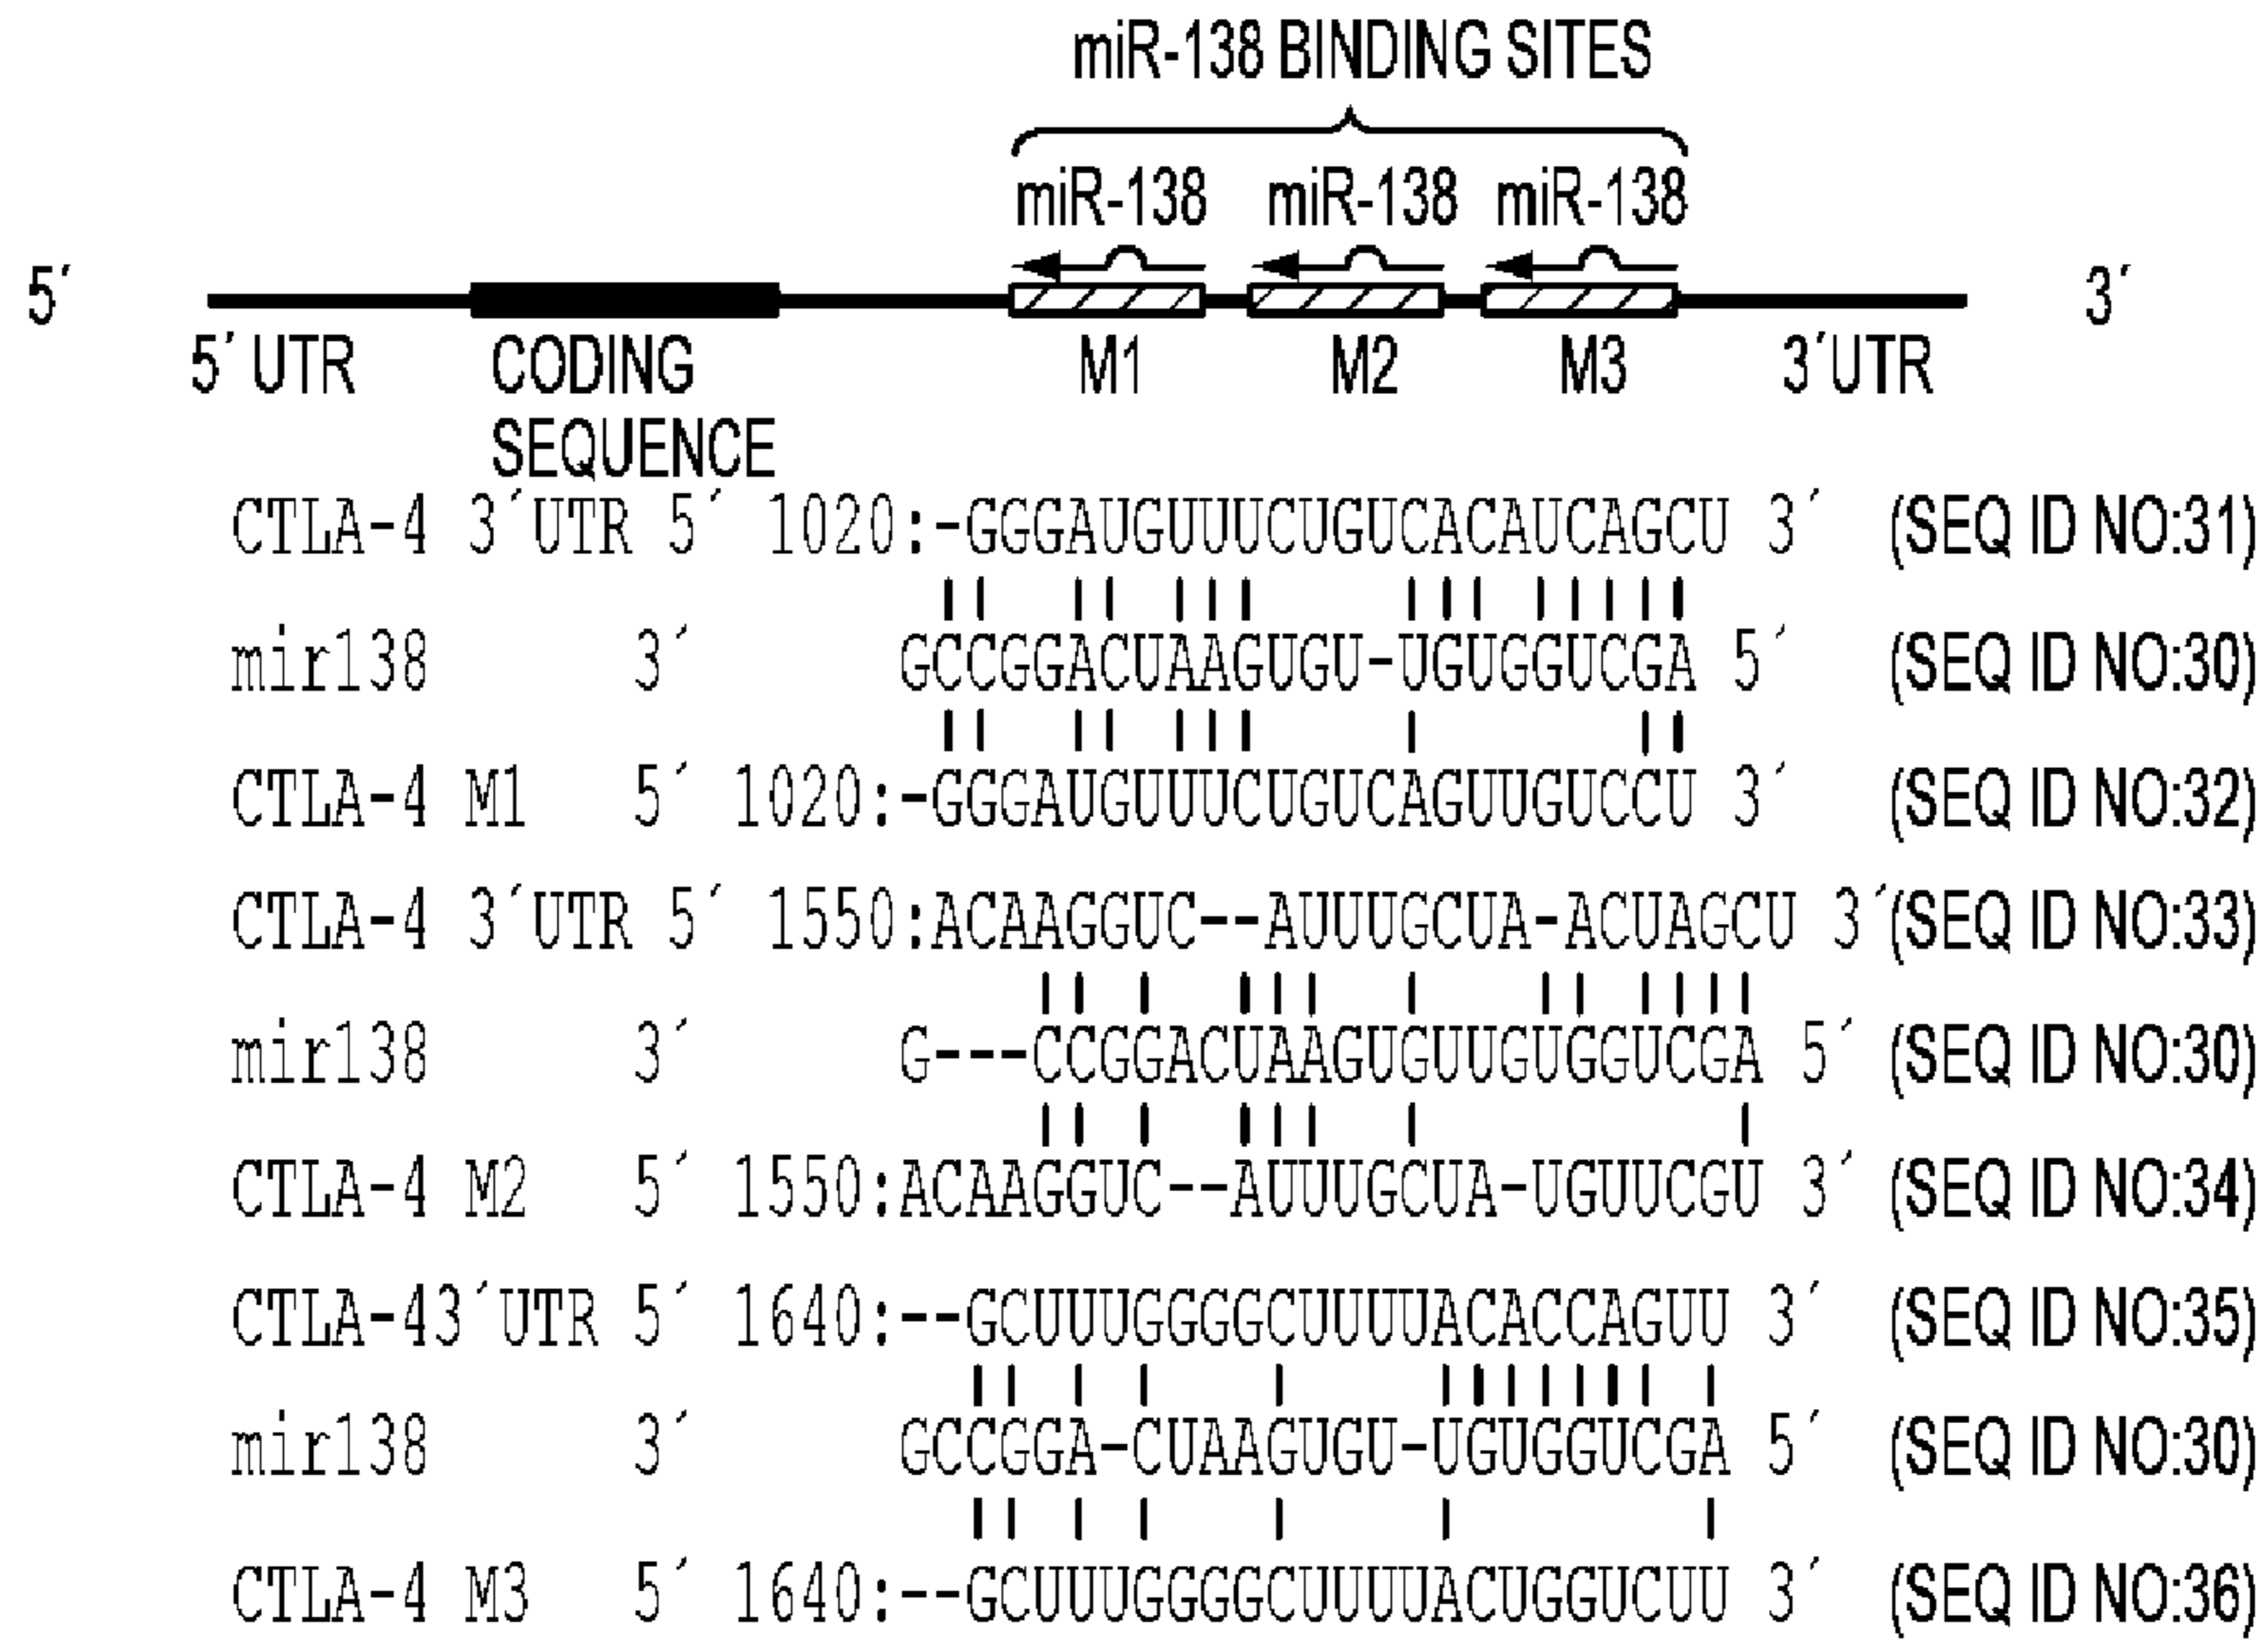 miR-138 BINDING SITES
miR-138 miR-138 miR-138
5´ 3´
5´UTR CODING SEQUENCE M1 M2 M3 3´UTR
CTLA-4 3´UTR 5´ 1020:-GGGAUGUUUCUGUCACAUCAGCU 3´ (SEQ ID NO:31)
mir138 3´ GCCGGACUAAGUGU-UGUGGUCGA 5´ (SEQ ID NO:30)
CTLA-4 M1 5´ 1020:-GGGAUGUUUCUGUCAGUUGUCCU 3´ (SEQ ID NO:32)
CTLA-4 3´UTR 5´ 1550:ACAAGGUC--AUUUGCUA-ACUAGCU 3´(SEQ ID NO:33)
mir138 3´ G---CCGGACUAAGUGUUGUGGUCGA 5´ (SEQ ID NO:30)
CTLA-4 M2 5´ 1550:ACAAGGUC--AUUUGCUA-UGUUCGU 3´ (SEQ ID NO:34)
CTLA-43´UTR 5´ 1640:--GCUUUGGGGCUUUUACACCAGUU 3´ (SEQ ID NO:35)
mir138 3´ GCCGGA-CUAAGUGU-UGUGGUCGA 5´ (SEQ ID NO:30)
CTLA-4 M3 5´ 1640:--GCUUUGGGGCUUUUACUGGUCUU 3´ (SEQ ID NO:36)